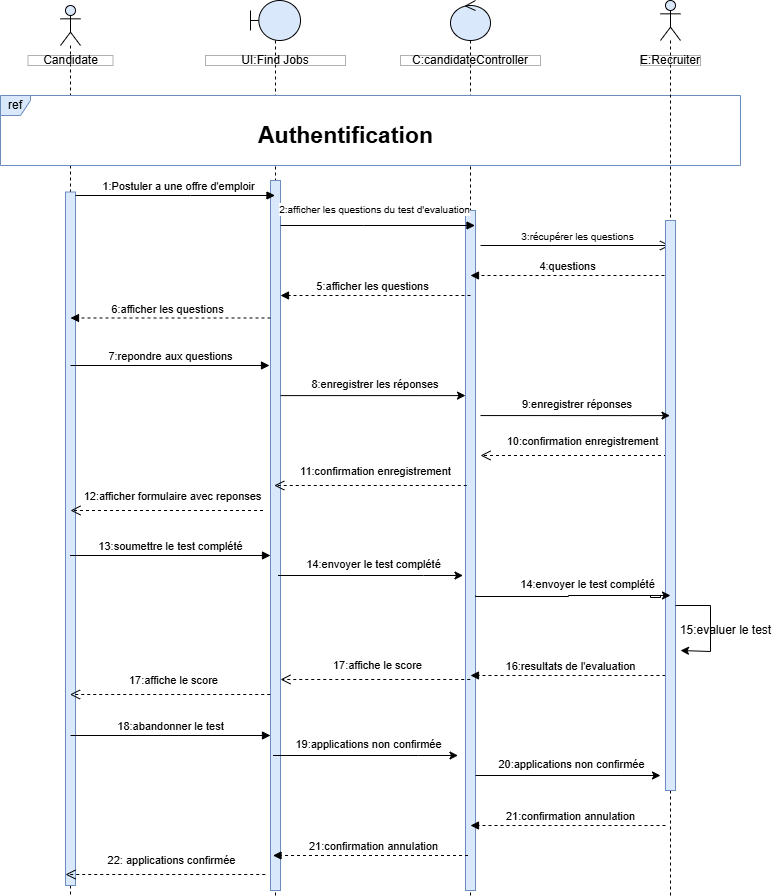 Candidate
UI:Find Jobs
C:candidateController
E:Recruiter
ref
Authentification
1:Postuler a une offre d'emploir
2:afficher les questions du test d'evaluation
3:récupérer les questions
4:questions
5:afficher les questions
6:afficher les questions
7:repondre aux questions
8:enregistrer les réponses
9:enregistrer réponses
10:confirmation enregistrement
11:confirmation enregistrement
12:afficher formulaire avec reponses
13:soumettre le test complété
14:envoyer le test complété
14:envoyer le test complété
15:evaluer le test
16:resultats de l'evaluation
17:affiche le score
17:affiche le score
18:abandonner le test
19:applications non confirmée
20:applications non confirmée
21:confirmation annulation
21:confirmation annulation
22: applications confirmée